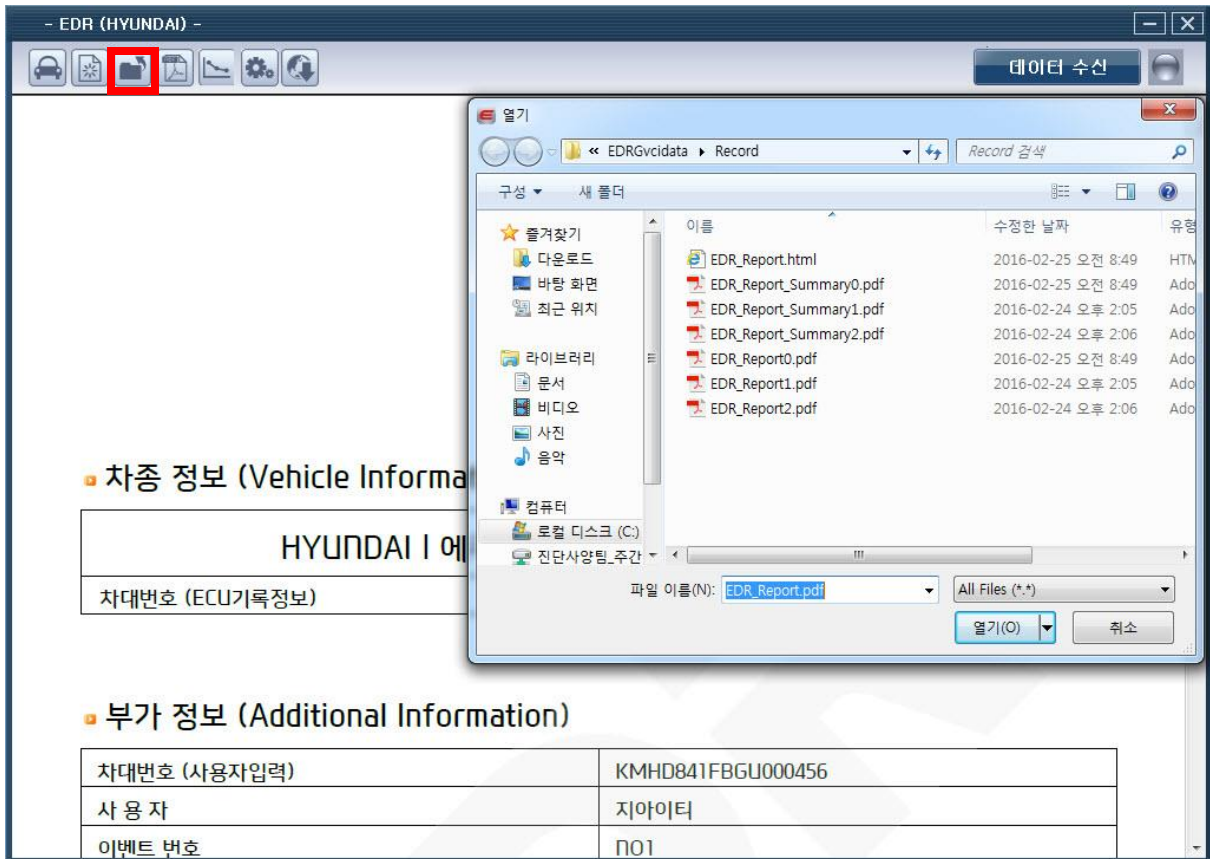 - EDR (HYUNDAI) -
데이터 수신
열기
« EDRGvcidata ▸ Record
Record 검색
구성
새 폴더
즐겨찾기
다운로드
바탕 화면
최근 위치
라이브러리
문서
비디오
사진
음악
컴퓨터
로컬 디스크 (C:)
진단사양팀_주간
이름 수정한 날짜 유형
EDR_Report.html 2016-02-25 오전 8:49 HTM
EDR_Report_Summary0.pdf 2016-02-25 오전 8:49 Ado
EDR_Report_Summary1.pdf 2016-02-24 오후 2:05 Ado
EDR_Report_Summary2.pdf 2016-02-24 오후 2:06 Ado
EDR_Report0.pdf 2016-02-25 오전 8:49 Ado
EDR_Report1.pdf 2016-02-24 오후 2:05 Ado
EDR_Report2.pdf 2016-02-24 오후 2:06 Ado
파일 이름(N): EDR_Report.pdf All Files (*.*)
열기(O) 취소
차종 정보 (Vehicle Informa
HYUNDAI | 에
차대번호 (ECU기록정보)
부가 정보 (Additional Information)
차대번호 (사용자입력) KMHD841FBGU000456
사 용 자 지아이티
이벤트 번호 NO1